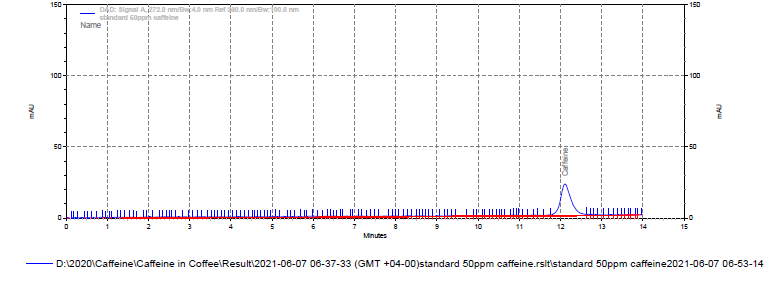 150
150
DAD: Signal A, 272.0 nm/Bw:4.0 nm Ref 360.0 nm/Bw:100.0 nm
standard 50ppm caffeine
Name
100
100
mAU
mAU
50
50
Caffeine
0
0
0 1 2 3 4 5 6 7 8 9 10 11 12 13 14 15
Minutes
D:\2020\Caffeine\Caffeine in Coffee\Result\2021-06-07 06-37-33 (GMT +04-00)standard 50ppm caffeine.rslt\standard 50ppm caffeine2021-06-07 06-53-14